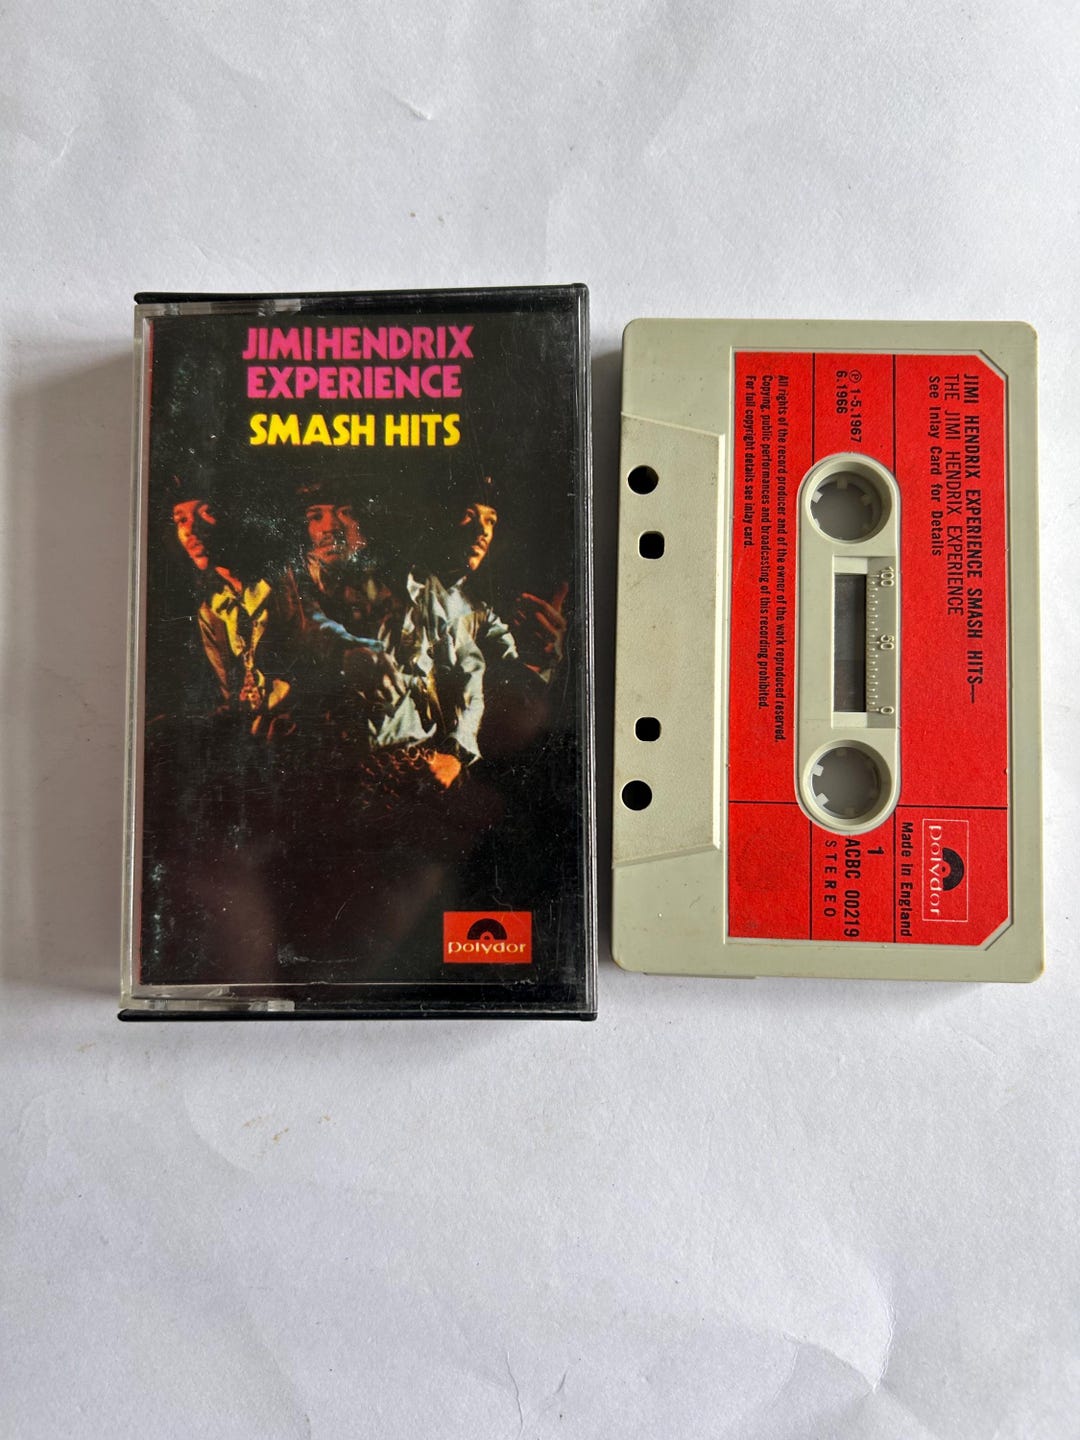 JIMI HENDRIX
EXPERIENCE
SMASH HITS
polydor
JIMI HENDRIX EXPERIENCE SMASH HITS—
THE JIMI HENDRIX EXPERIENCE
See Inlay Card for Details
polydor
Made in England
℗ 1-5.1967
6.1966
100 50 0
1
ACBC 00219
STEREO
All rights of the record producer and of the owner of the work reproduced reserved.
Copying, public performances and broadcasting of this recording prohibited.
For full copyright details see inlay card.